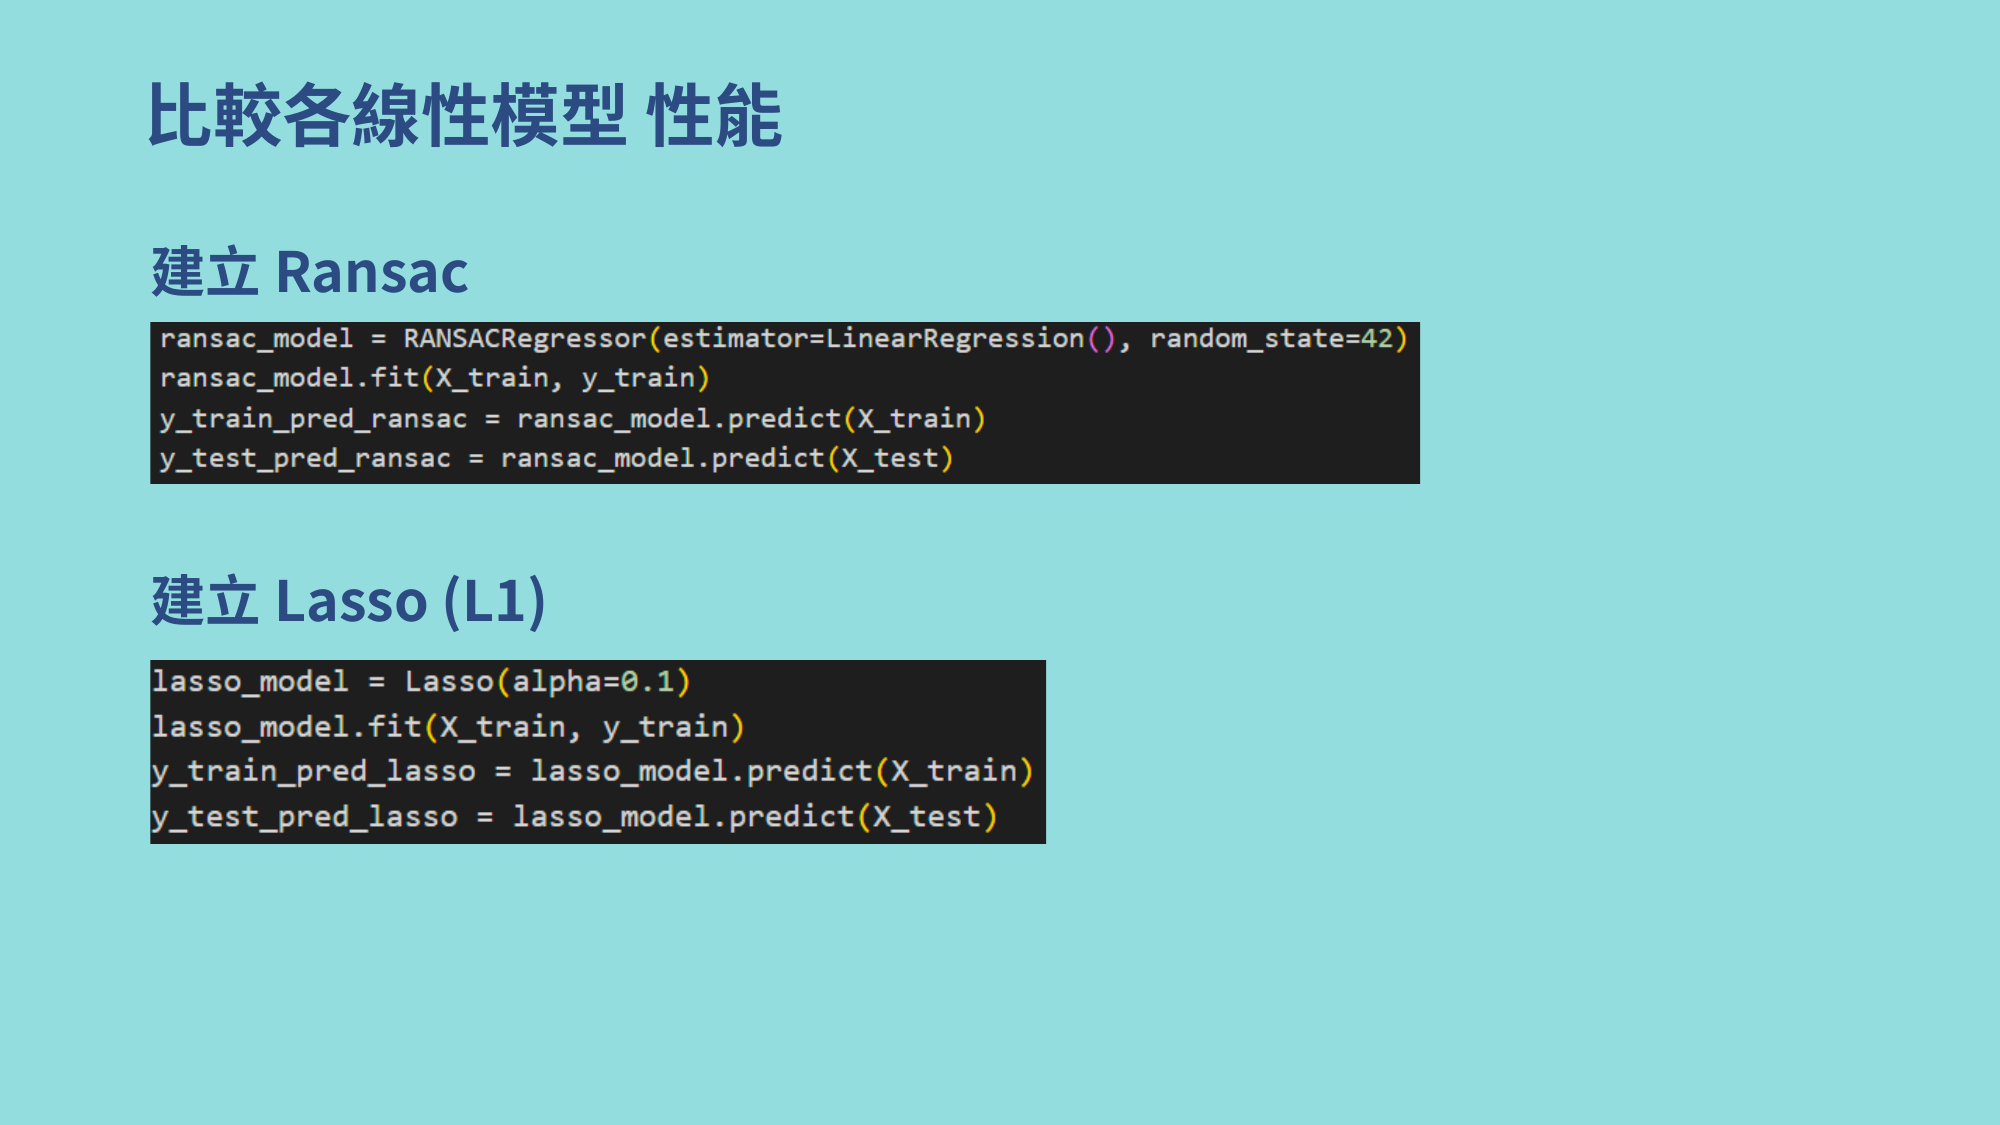 比較各線性模型 性能
建立 Ransac
ransac_model = RANSACRegressor(estimator=LinearRegression(), random_state=42)
ransac_model.fit(X_train, y_train)
y_train_pred_ransac = ransac_model.predict(X_train)
y_test_pred_ransac = ransac_model.predict(X_test)
建立 Lasso (L1)
lasso_model = Lasso(alpha=0.1)
lasso_model.fit(X_train, y_train)
y_train_pred_lasso = lasso_model.predict(X_train)
y_test_pred_lasso = lasso_model.predict(X_test)